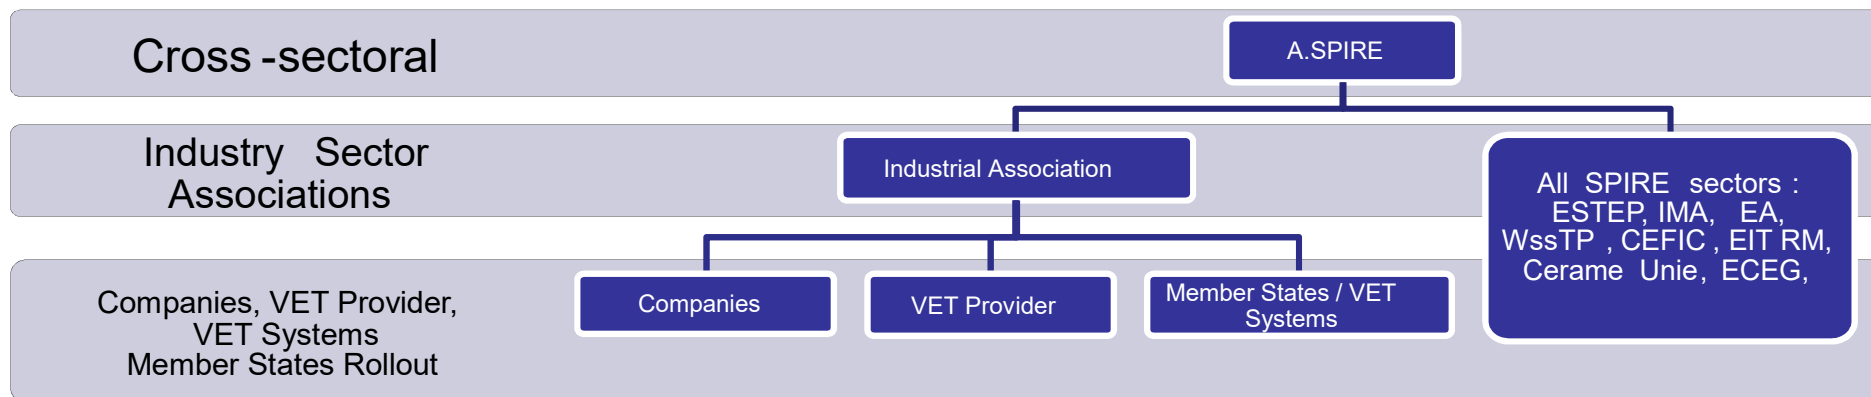 Cross-sectoral
A.SPIRE
Industry Sector
Associations
Industrial Association
All SPIRE sectors :
ESTEP, IMA, EA,
WssTP , CEFIC , EIT RM,
Cerame Unie, ECEG,
Companies, VET Provider,
VET Systems
Member States Rollout
Companies
VET Provider
Member States / VET
Systems